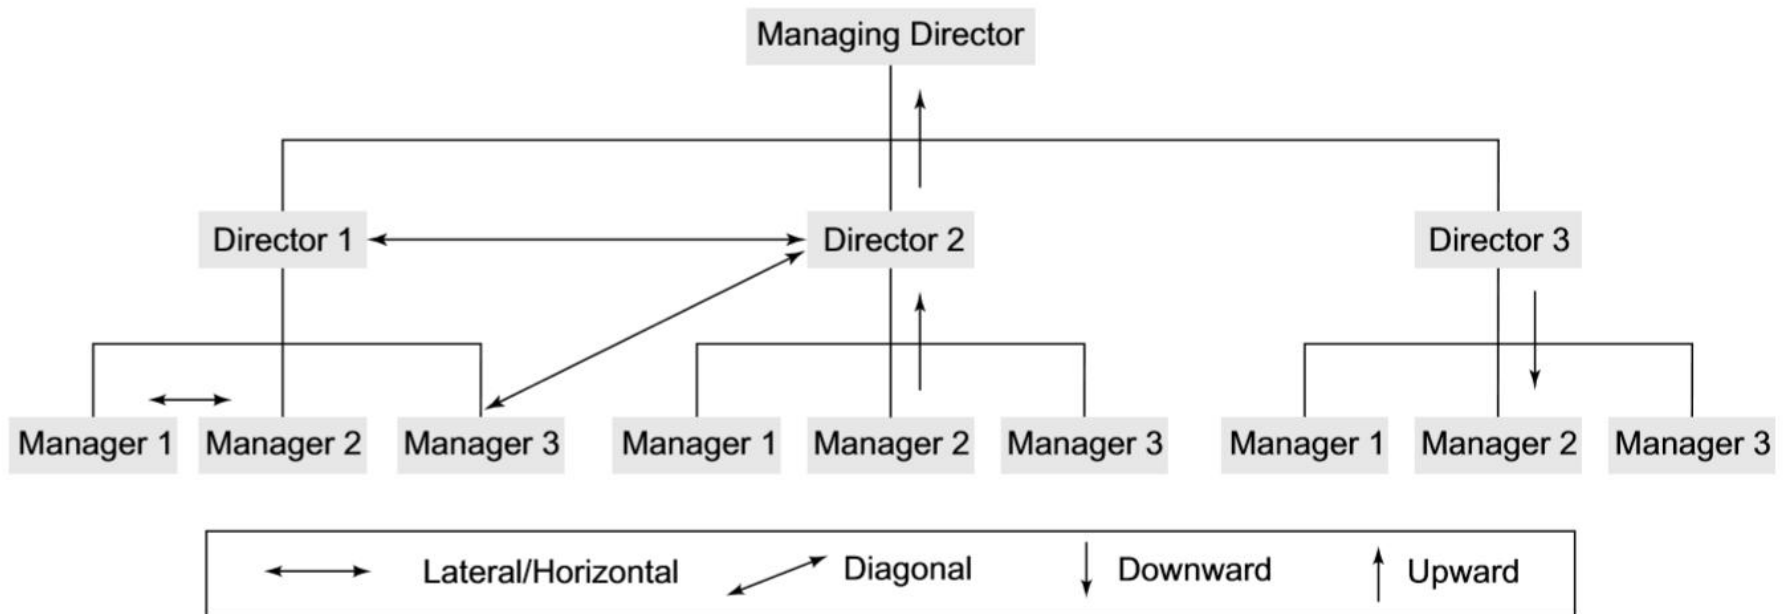 Managing Director
Director 1
Director 2
Director 3
Manager 1
Manager 2
Manager 3
Manager 1
Manager 2
Manager 3
Manager 1
Manager 2
Manager 3
Lateral/Horizontal
Diagonal
Downward
Upward